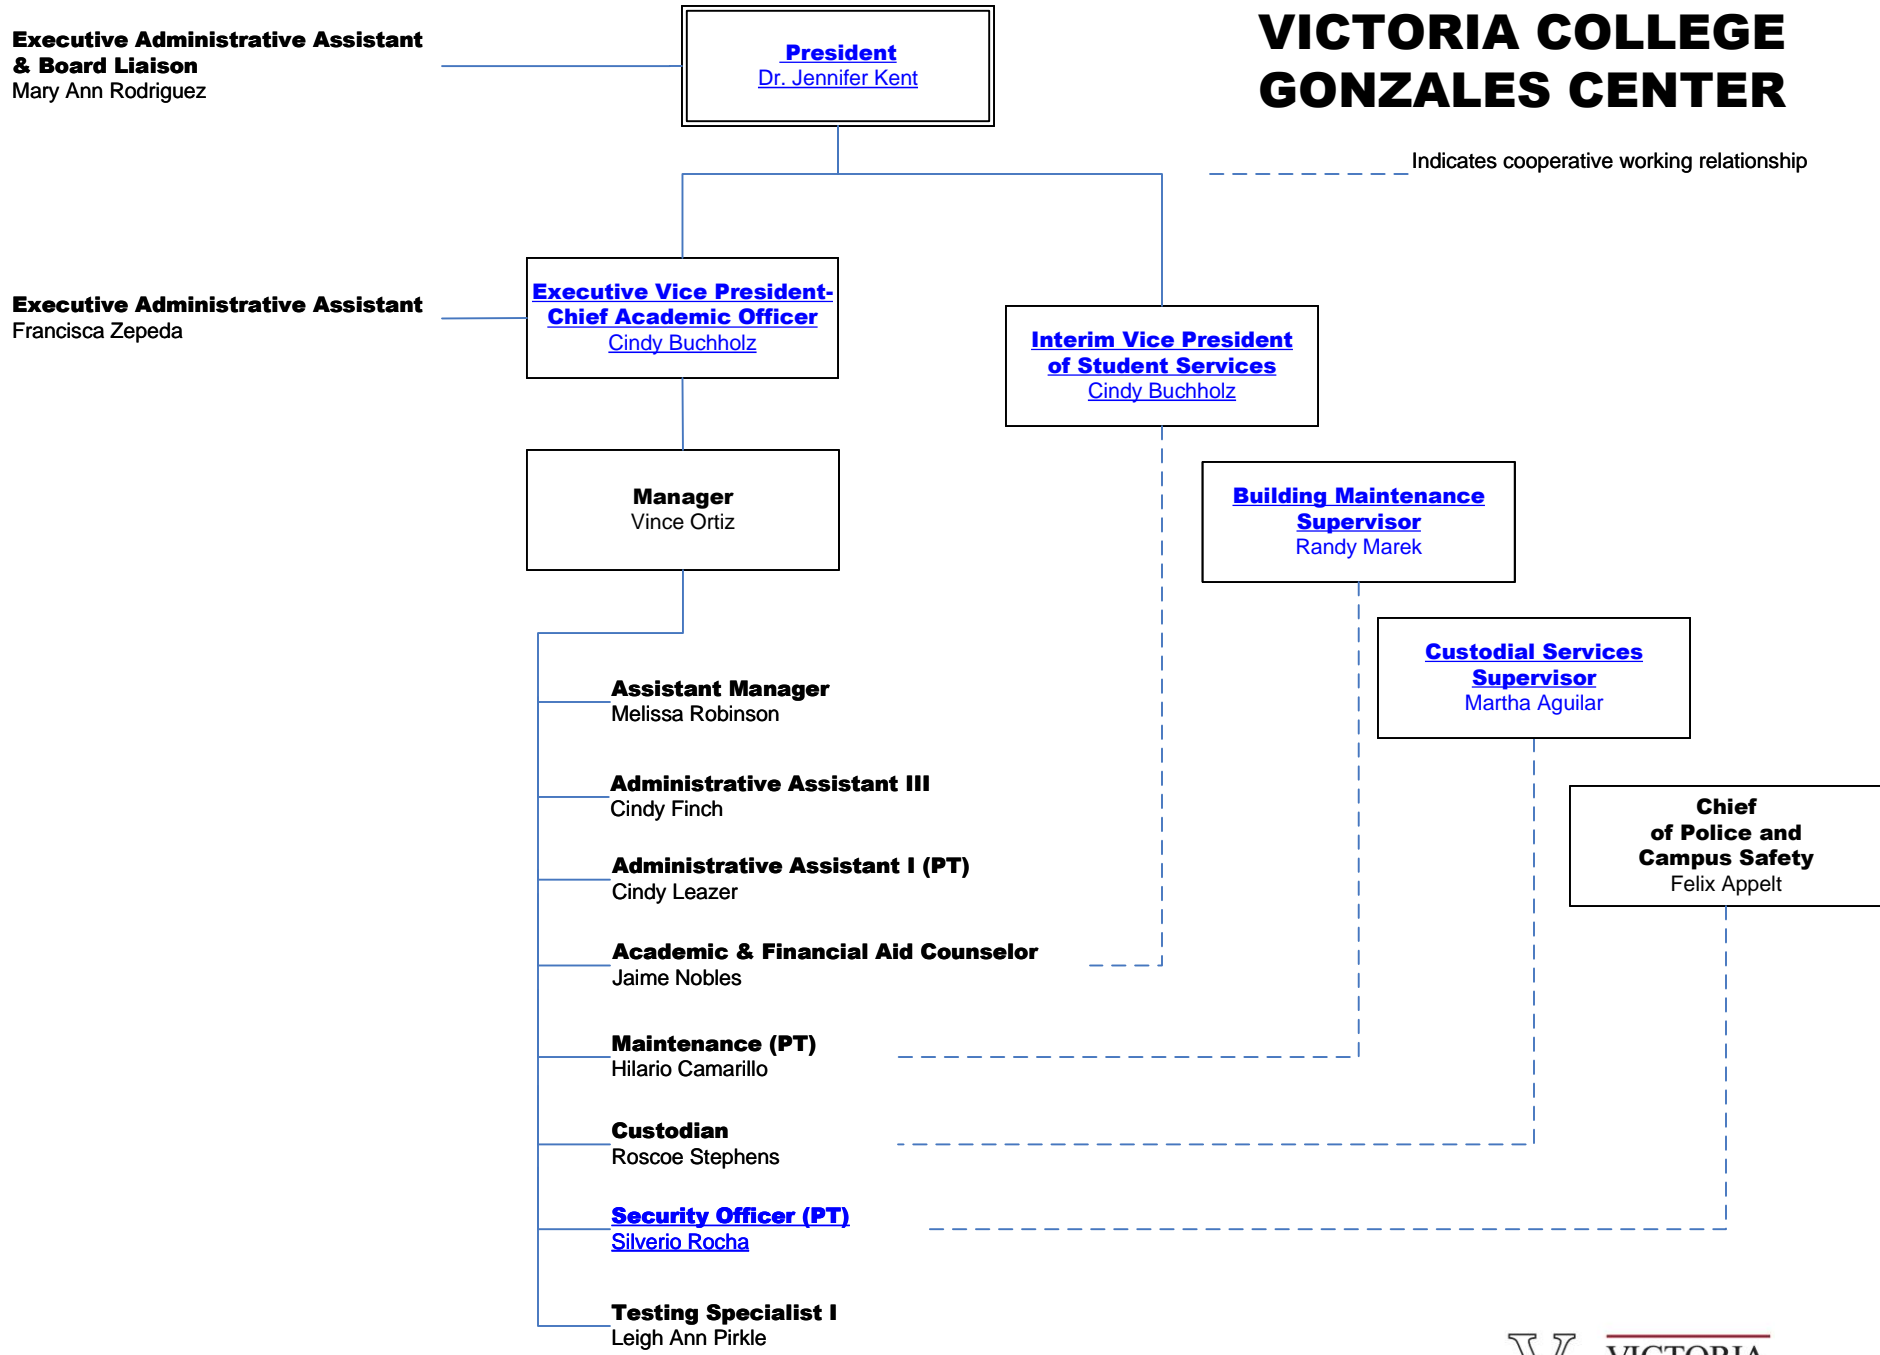 VICTORIA COLLEGE
GONZALES CENTER
Indicates cooperative working relationship
Executive Administrative Assistant
& Board Liaison
Mary Ann Rodriguez
President
Dr. Jennifer Kent
Executive Administrative Assistant
Francisca Zepeda
Executive Vice President-
Chief Academic Officer
Cindy Buchholz
Interim Vice President
of Student Services
Cindy Buchholz
Manager
Vince Ortiz
Building Maintenance
Supervisor
Randy Marek
Custodial Services
Supervisor
Martha Aguilar
Chief
of Police and
Campus Safety
Felix Appelt
Assistant Manager
Melissa Robinson
Administrative Assistant III
Cindy Finch
Administrative Assistant I (PT)
Cindy Leazer
Academic & Financial Aid Counselor
Jaime Nobles
Maintenance (PT)
Hilario Camarillo
Custodian
Roscoe Stephens
Security Officer (PT)
Silverio Rocha
Testing Specialist I
Leigh Ann Pirkle
V VICTORIA